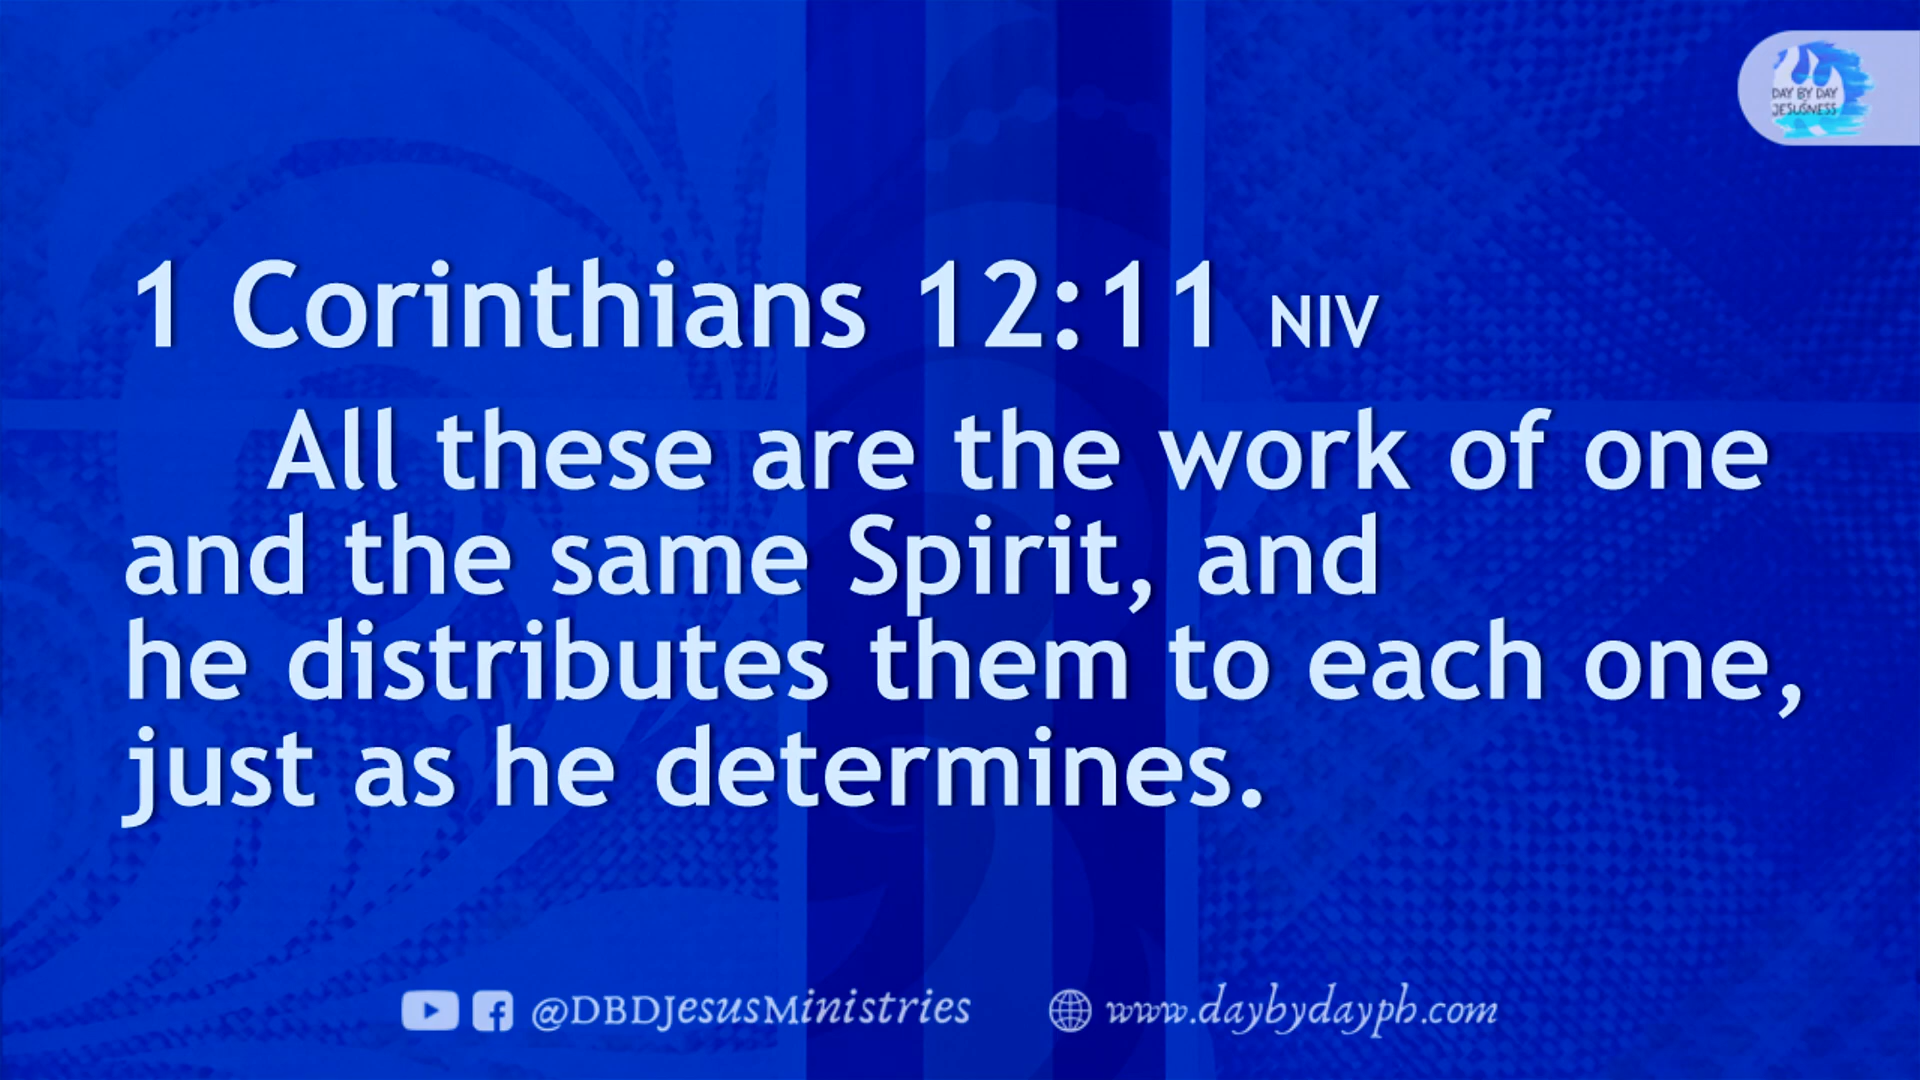 DAY BY DAY
JESUSNESS
1 Corinthians 12:11 NIV
All these are the work of one
and the same Spirit, and
he distributes them to each one,
just as he determines.
@DBDJesusMinistries www.daybydayph.com